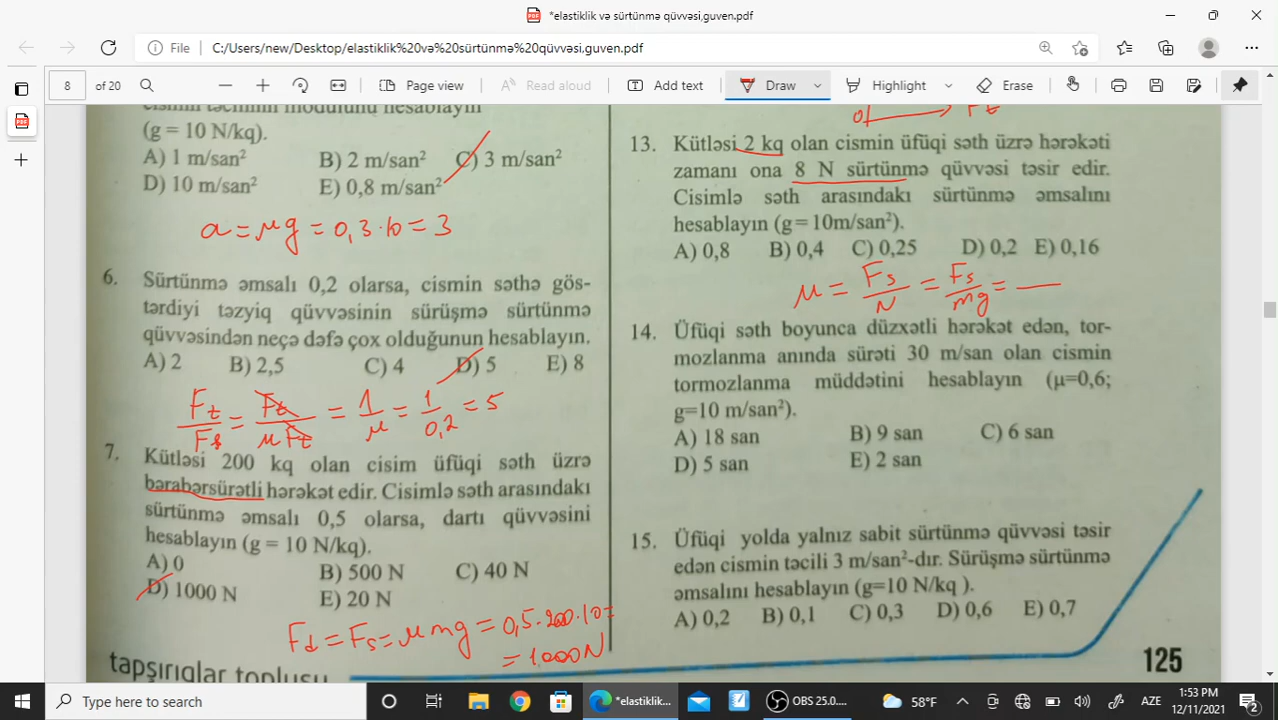 *elastiklik və sürtünmə qüvvəsi,guven.pdf
File C:/Users/new/Desktop/elastiklik%20və%20sürtünmə%20qüvvəsi,guven.pdf
8 of 20 Page view Read aloud Add text Draw Highlight Erase
cismin təcilinin modulunu hesablayın
(g = 10 N/kq).
A) 1 m/san² B) 2 m/san² C) 3 m/san²
D) 10 m/san² E) 0,8 m/san²
a = μg = 0,3·10 = 3
6. Sürtünmə əmsalı 0,2 olarsa, cismin səthə gös-
tərdiyi təzyiq qüvvəsinin sürüşmə sürtünmə
qüvvəsindən neçə dəfə çox olduğunun hesablayın.
A) 2 B) 2,5 C) 4 D) 5 E) 8
Ft/Fs = Ft/μFt = 1/μ = 1/0,2 = 5
7. Kütləsi 200 kq olan cisim üfüqi səth üzrə
bərabərsürətli hərəkət edir. Cisimlə səth arasındakı
sürtünmə əmsalı 0,5 olarsa, dartı qüvvəsini
hesablayın (g = 10 N/kq).
A) 0 B) 500 N C) 40 N
D) 1000 N E) 20 N
Fd = Fs = μmg = 0,5·200·10 =
= 1000N
tapşırıqlar toplusu
13. Kütləsi 2 kq olan cismin üfüqi səth üzrə hərəkəti
zamanı ona 8 N sürtünmə qüvvəsi təsir edir.
Cisimlə səth arasındakı sürtünmə əmsalını
hesablayın (g= 10m/san²).
A) 0,8 B) 0,4 C) 0,25 D) 0,2 E) 0,16
μ = Fs/N = Fs/mg =
14. Üfüqi səth boyunca düzxətli hərəkət edən, tor-
mozlanma anında sürəti 30 m/san olan cismin
tormozlanma müddətini hesablayın (μ=0,6;
g=10 m/san²).
A) 18 san B) 9 san C) 6 san
D) 5 san E) 2 san
15. Üfüqi yolda yalnız sabit sürtünmə qüvvəsi təsir
edən cismin təcili 3 m/san²-dır. Sürüşmə sürtünmə
əmsalını hesablayın (g=10 N/kq ).
A) 0,2 B) 0,1 C) 0,3 D) 0,6 E) 0,7
125
Type here to search *elastiklik... OBS 25.0.... 58°F AZE 1:53 PM
12/11/2021 2